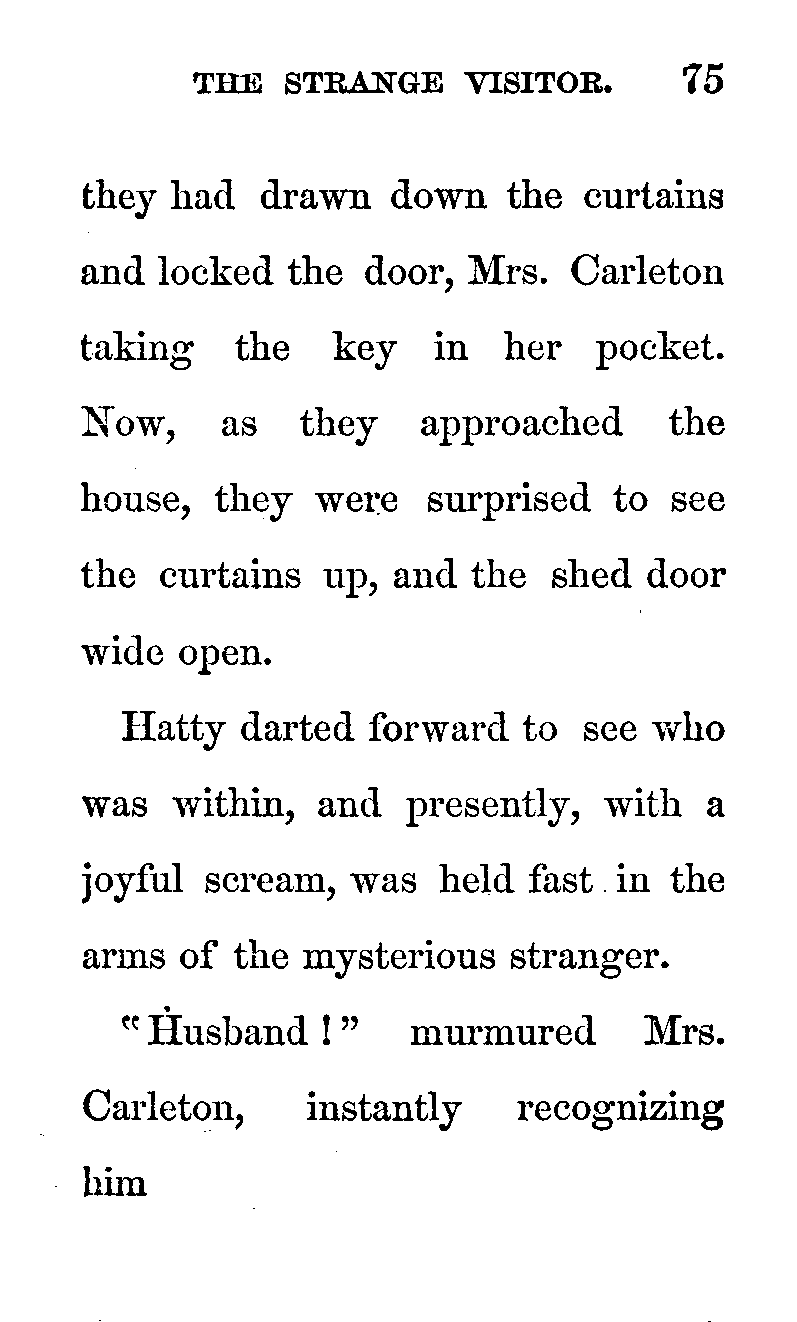 THE STRANGE VISITOR. 75
they had drawn down the curtains
and locked the door, Mrs. Carleton
taking the key in her pocket.
Now, as they approached the
house, they were surprised to see
the curtains up, and the shed door
wide open.
Hatty darted forward to see who
was within, and presently, with a
joyful scream, was held fast in the
arms of the mysterious stranger.
“Husband!” murmured Mrs.
Carleton, instantly recognizing
him